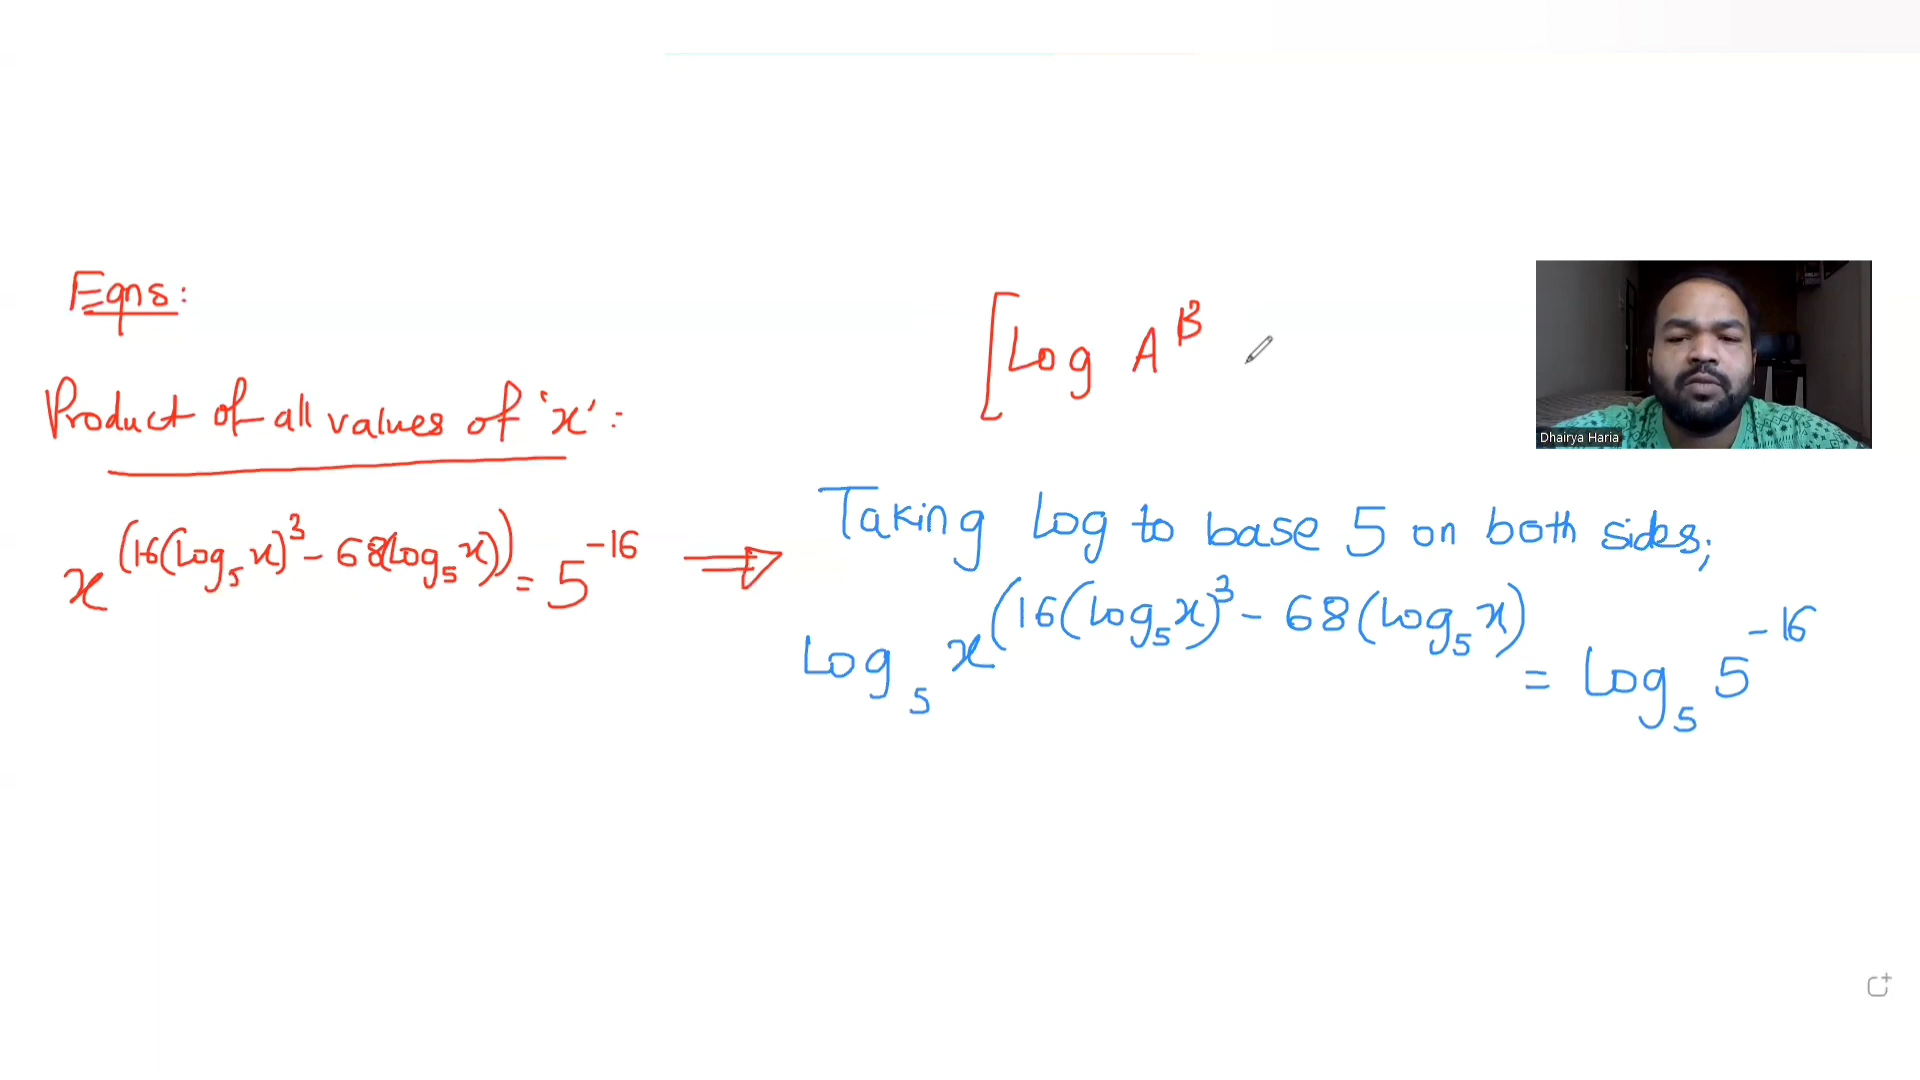 Eqns:
Product of all values of 'x':
x^(16(log₅x)³ - 68(log₅x)) = 5^-16 ⇒
[Log A^B
Dhairya Haria
Taking Log to base 5 on both sides;
Log₅ x^(16(log₅x)³ - 68(log₅x) = Log₅ 5^-16